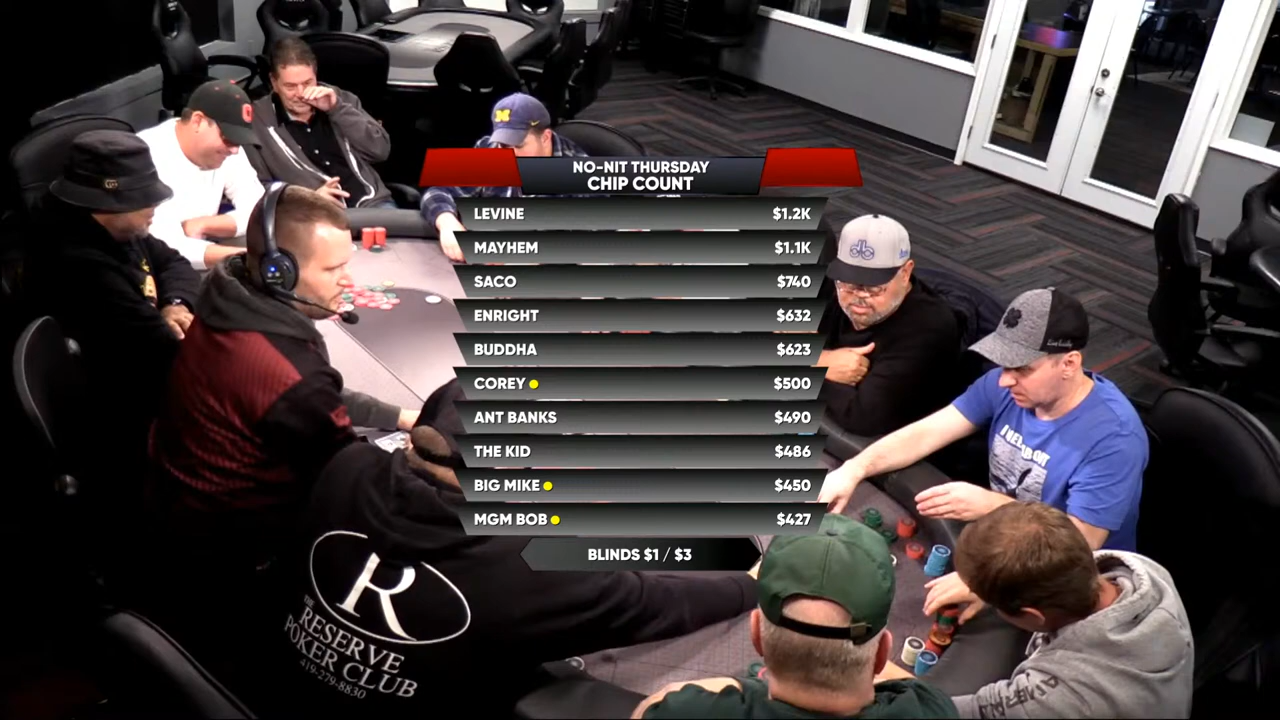 NO-NIT THURSDAY
CHIP COUNT
LEVINE $1.2K
MAYHEM $1.1K
SACO $740
ENRIGHT $632
BUDDHA $623
COREY $500
ANT BANKS $490
THE KID $486
BIG MIKE $450
MGM BOB $427
BLINDS $1 / $3
M
db
R
THE
RESERVE
POKER CLUB
419-279-8830